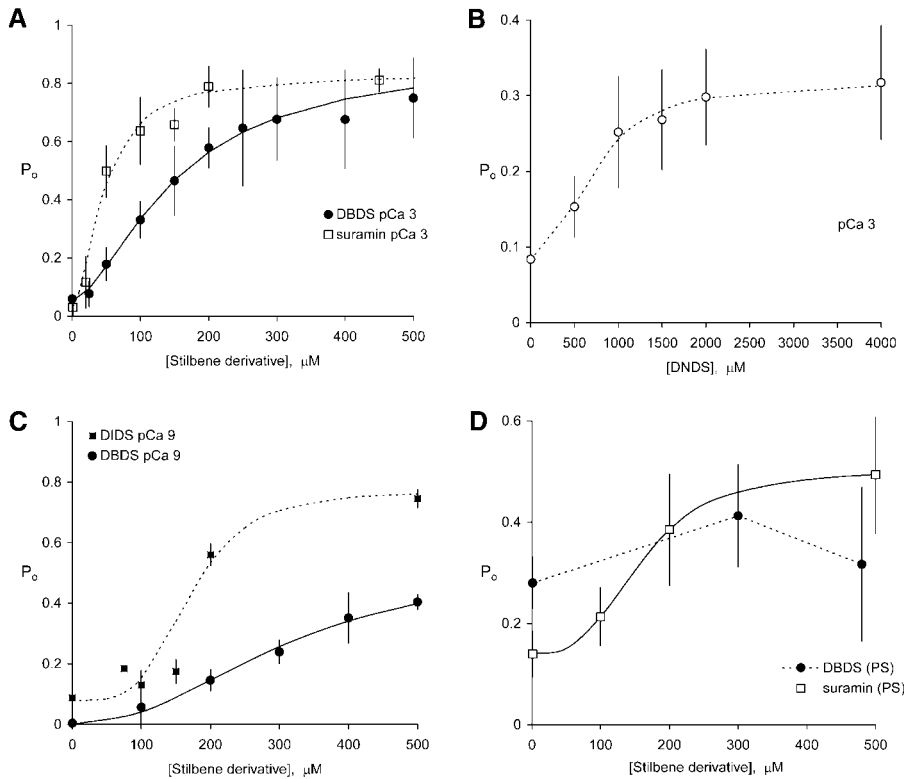 A
1
0.8
0.6
0.4
0.2
0
Po
DBDS pCa 3
suramin pCa 3
0 100 200 300 400 500
[Stilbene derivative], μM
B
0.4
0.3
0.2
0.1
0
Po
pCa 3
0 500 1000 1500 2000 2500 3000 3500 4000
[DNDS], μM
C
1
0.8
0.6
0.4
0.2
0
Po
DIDS pCa 9
DBDS pCa 9
0 100 200 300 400 500
[Stilbene derivative], μM
D
0.6
0.4
0.2
0
Po
DBDS (PS)
suramin (PS)
0 100 200 300 400 500
[Stilbene derivative], μM